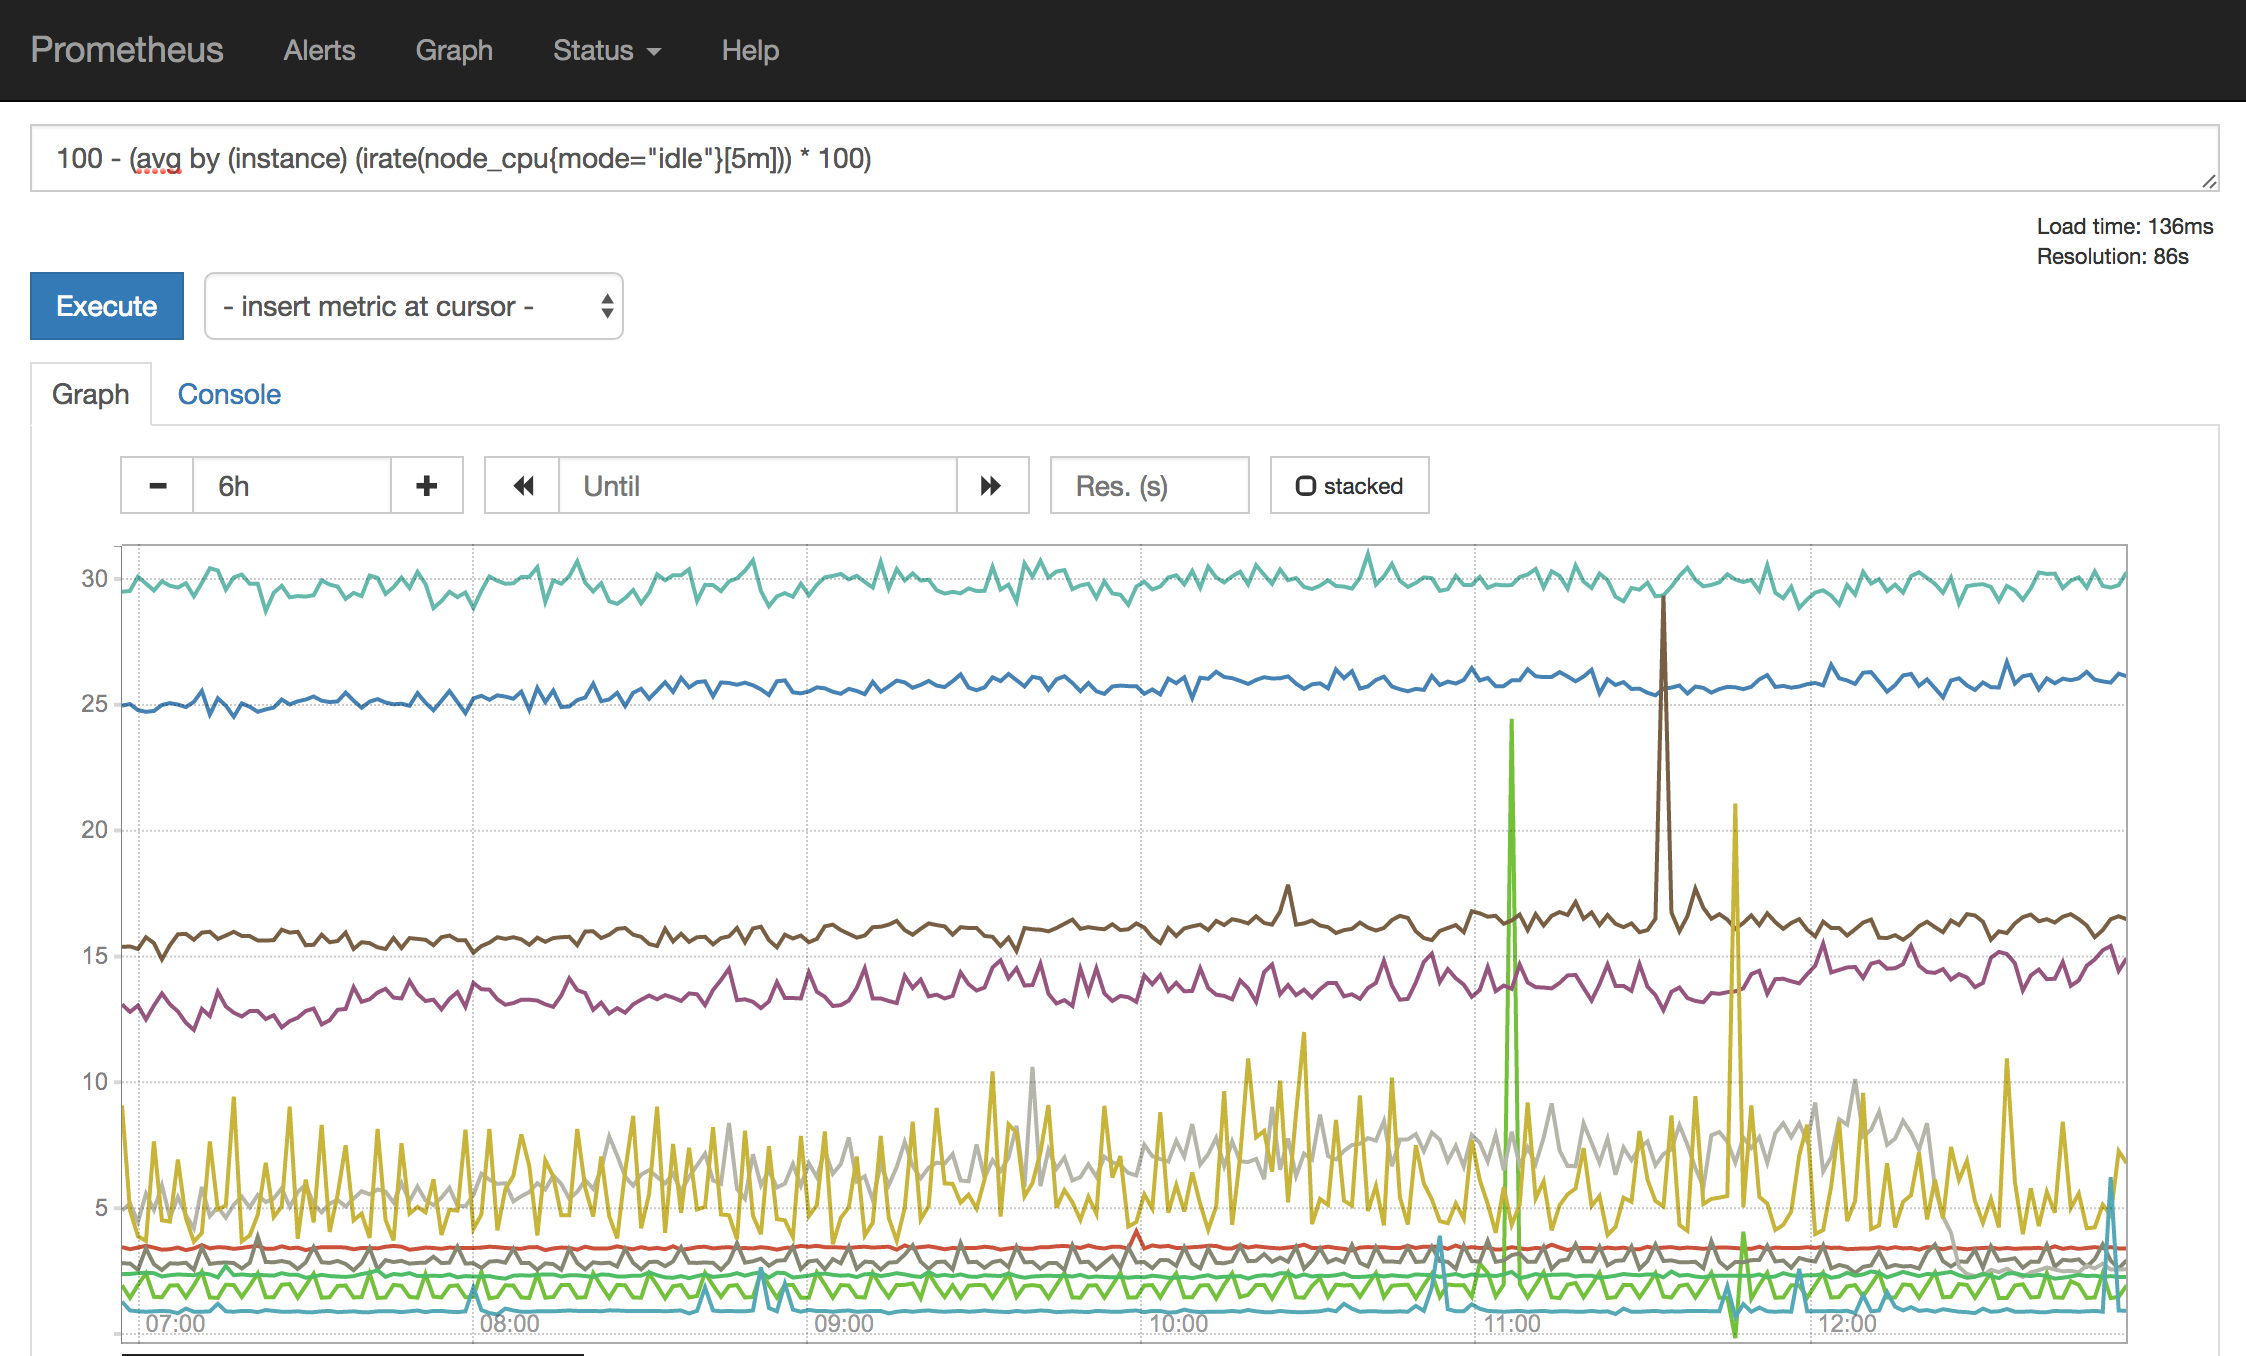 Prometheus Alerts Graph Status Help
100 - (avg by (instance) (irate(node_cpu{mode="idle"}[5m])) * 100)
Load time: 136ms
Resolution: 86s
Execute - insert metric at cursor -
Graph Console
6h Until Res. (s) stacked
30
25
20
15
10
5
07:00 08:00 09:00 10:00 11:00 12:00